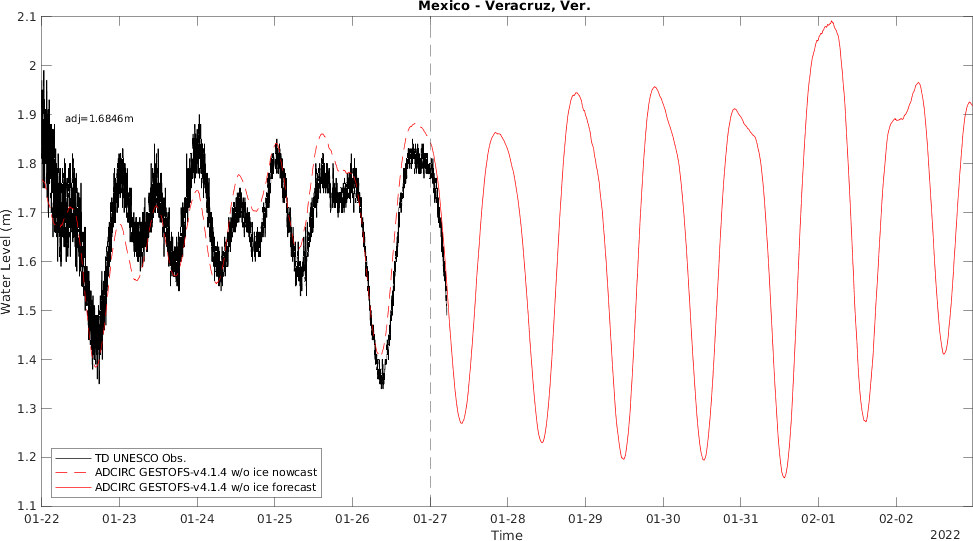 Mexico - Veracruz, Ver.
2.1
2
1.9
adj=1.6846m
1.8
1.7
1.6
1.5
1.4
1.3
1.2
1.1
Water Level (m)
TD UNESCO Obs.
ADCIRC GESTOFS-v4.1.4 w/o ice nowcast
ADCIRC GESTOFS-v4.1.4 w/o ice forecast
01-22 01-23 01-24 01-25 01-26 01-27 01-28 01-29 01-30 01-31 02-01 02-02
Time
2022